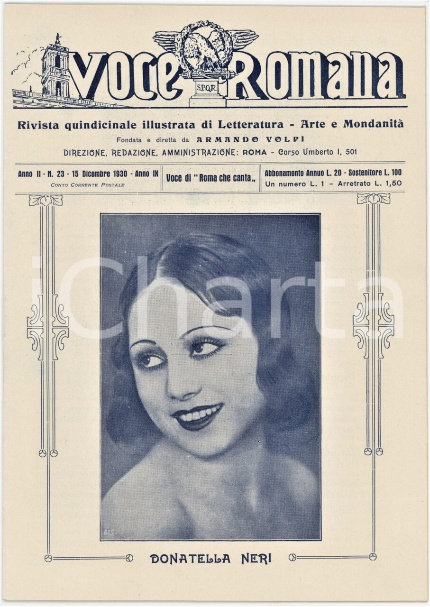 VOCE ROMANA
S.P.Q.R
Rivista quindicinale illustrata di Letteratura - Arte e Mondanità
Fondata e diretta da ARMANDO VOLPI
DIREZIONE, REDAZIONE, AMMINISTRAZIONE: ROMA - Corso Umberto I, 501
Anno II - N. 23 - 15 Dicembre 1930 - Anno IX
CONTO CORRENTE POSTALE
Voce di "Roma che canta„
Abbonamento Annuo L. 20 - Sostenitore L. 100
Un numero L. 1 - Arretrato L. 1,50
iCharta
DONATELLA NERI